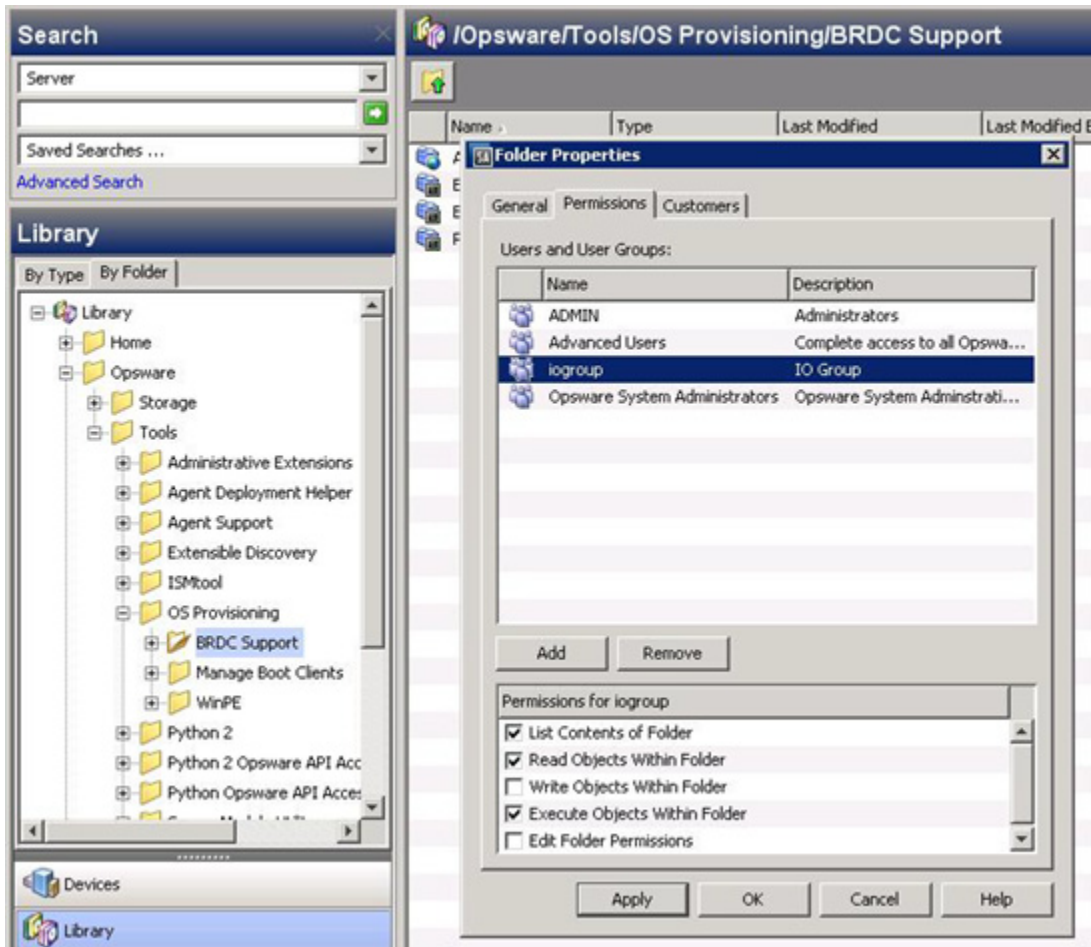 Search
Server
Saved Searches ...
Advanced Search
Library
By Type By Folder
Library
Home
Opsware
Storage
Tools
Administrative Extensions
Agent Deployment Helper
Agent Support
Extensible Discovery
ISMtool
OS Provisioning
BRDC Support
Manage Boot Clients
WinPE
Python 2
Python 2 Opsware API Acc
Python Opsware API Acces
Devices
Library
/Opsware/Tools/OS Provisioning/BRDC Support
Name Type Last Modified Last Modified B
Folder Properties
General Permissions Customers
Users and User Groups:
Name Description
ADMIN Administrators
Advanced Users Complete access to all Opswa...
iogroup IO Group
Opsware System Administrators Opsware System Adminstrati...
Add Remove
Permissions for iogroup
List Contents of Folder
Read Objects Within Folder
Write Objects Within Folder
Execute Objects Within Folder
Edit Folder Permissions
Apply OK Cancel Help